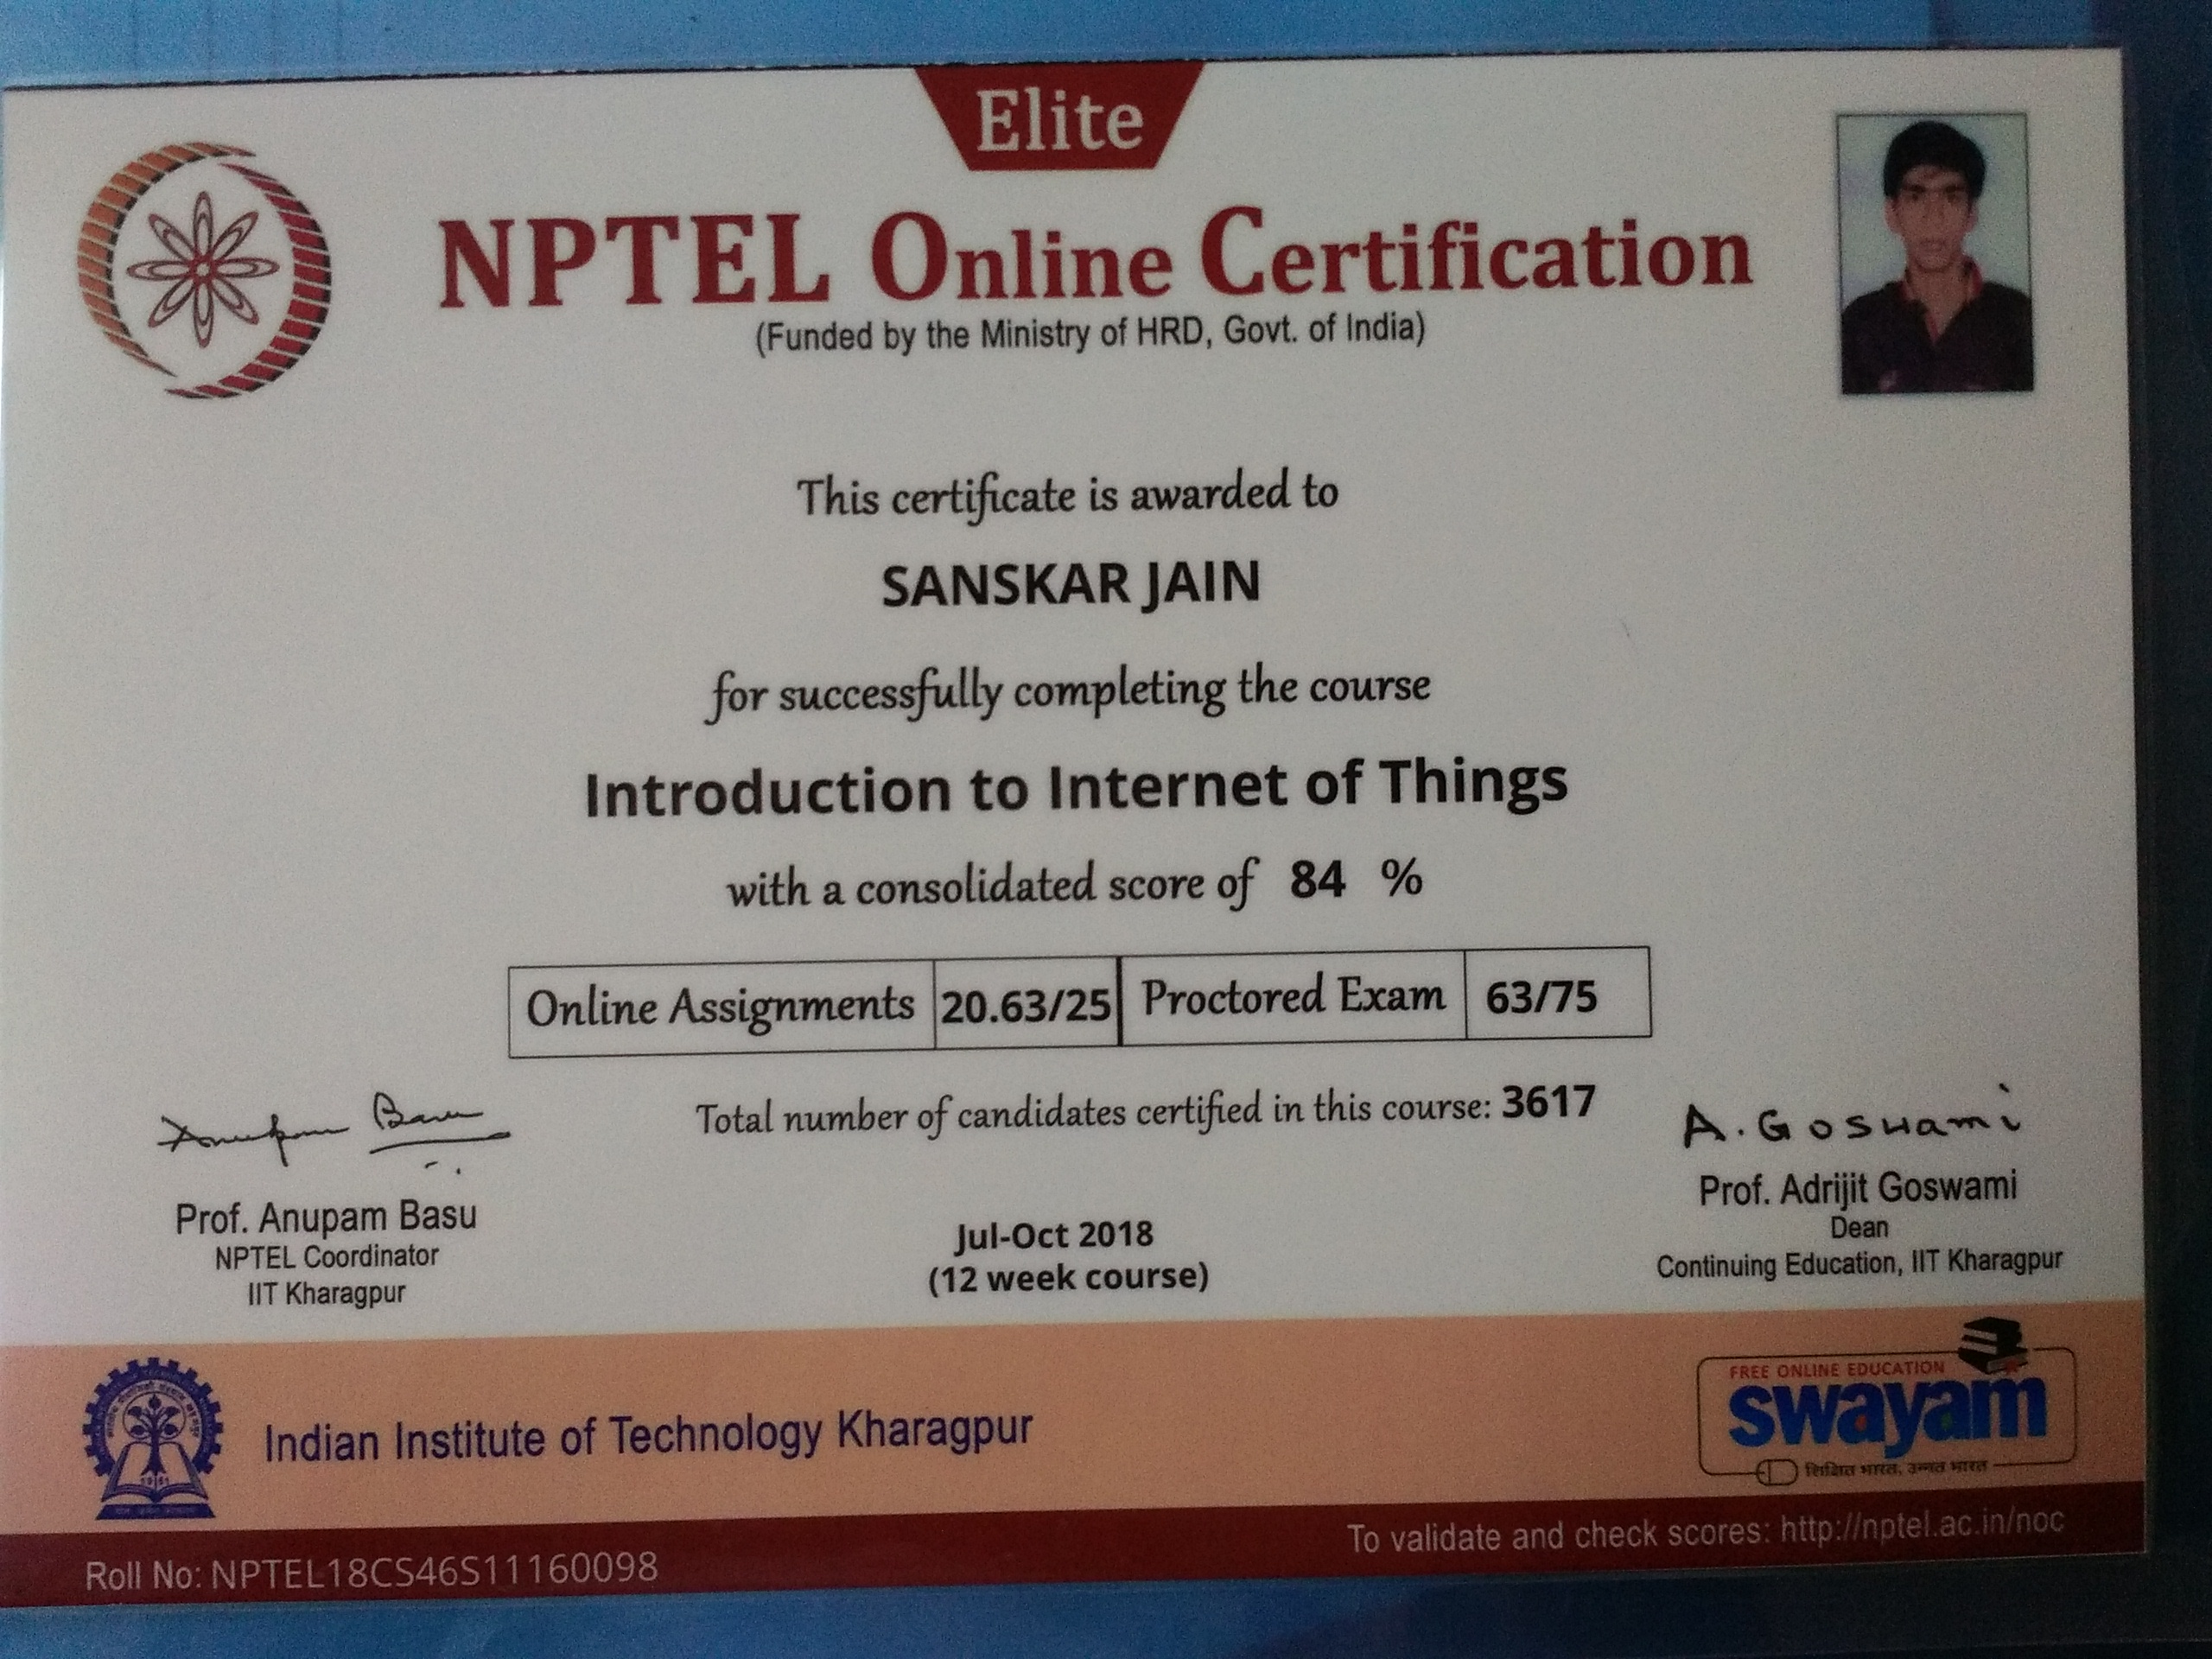 Elite
NPTEL Online Certification
(Funded by the Ministry of HRD, Govt. of India)
This certificate is awarded to
SANSKAR JAIN
for successfully completing the course
Introduction to Internet of Things
with a consolidated score of 84 %
Online Assignments 20.63/25 Proctored Exam 63/75
Total number of candidates certified in this course: 3617
Anupam Basu
A. Goswami
Prof. Anupam Basu
NPTEL Coordinator
IIT Kharagpur
Jul-Oct 2018
(12 week course)
Prof. Adrijit Goswami
Dean
Continuing Education, IIT Kharagpur
Indian Institute of Technology Kharagpur
FREE ONLINE EDUCATION
swayam
शिक्षित भारत, उन्नत भारत
Roll No: NPTEL18CS46S11160098
To validate and check scores: http://nptel.ac.in/noc